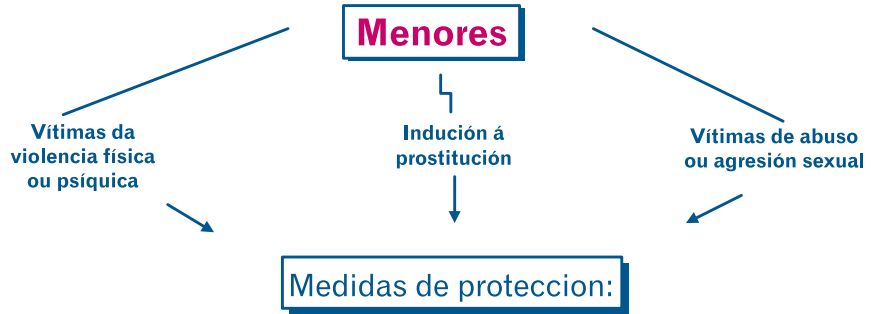 Menores
Vítimas da
violencia física
ou psíquica
Indución á
prostitución
Vítimas de abuso
ou agresión sexual
Medidas de proteccion: